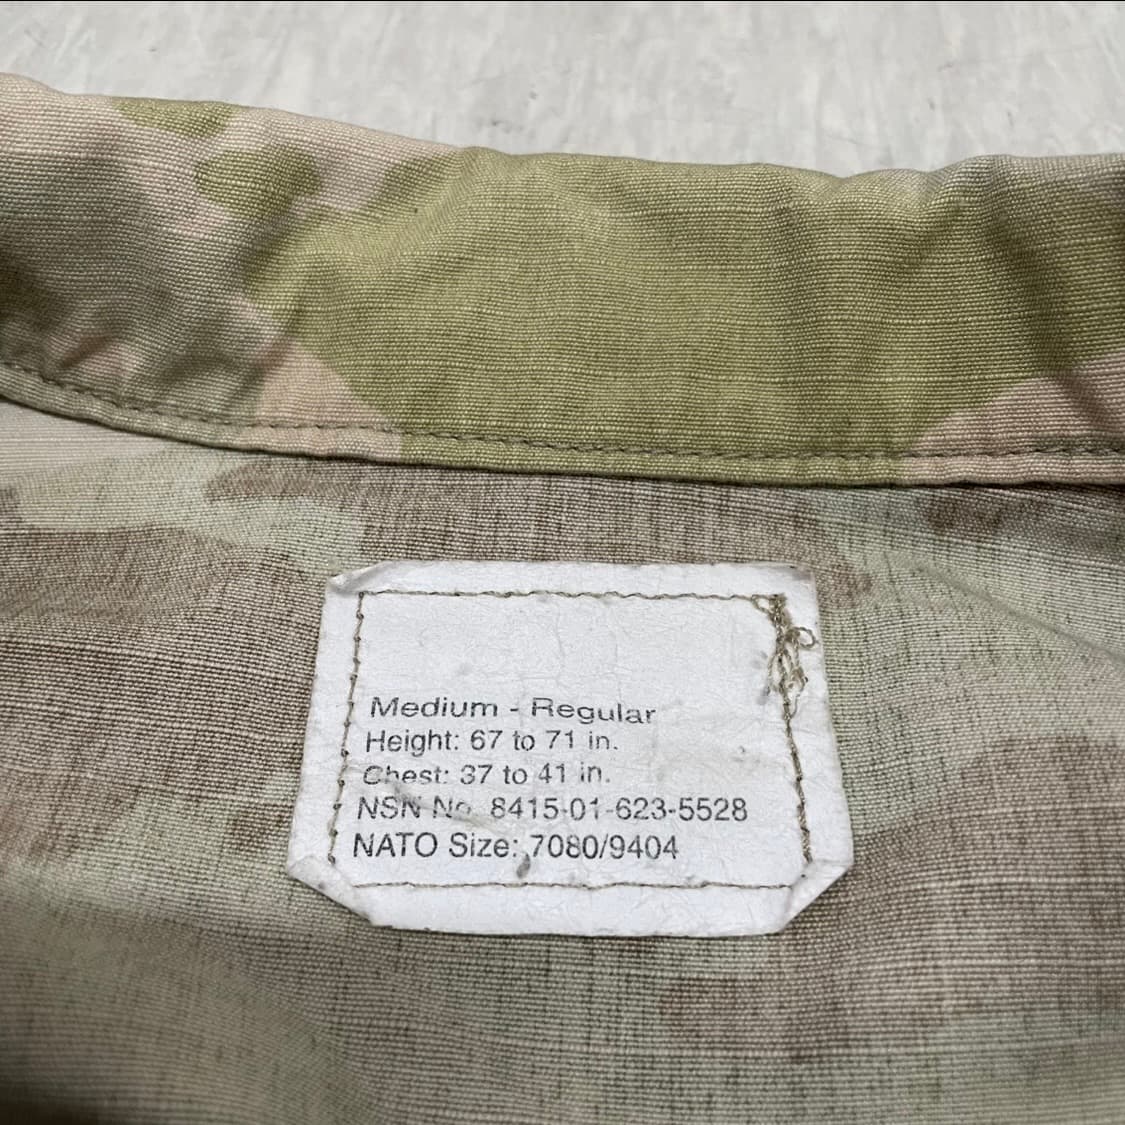 Medium - Regular
Height: 67 to 71 in.
Chest: 37 to 41 in.
NSN No. 8415-01-623-5528
NATO Size: 7080/9404